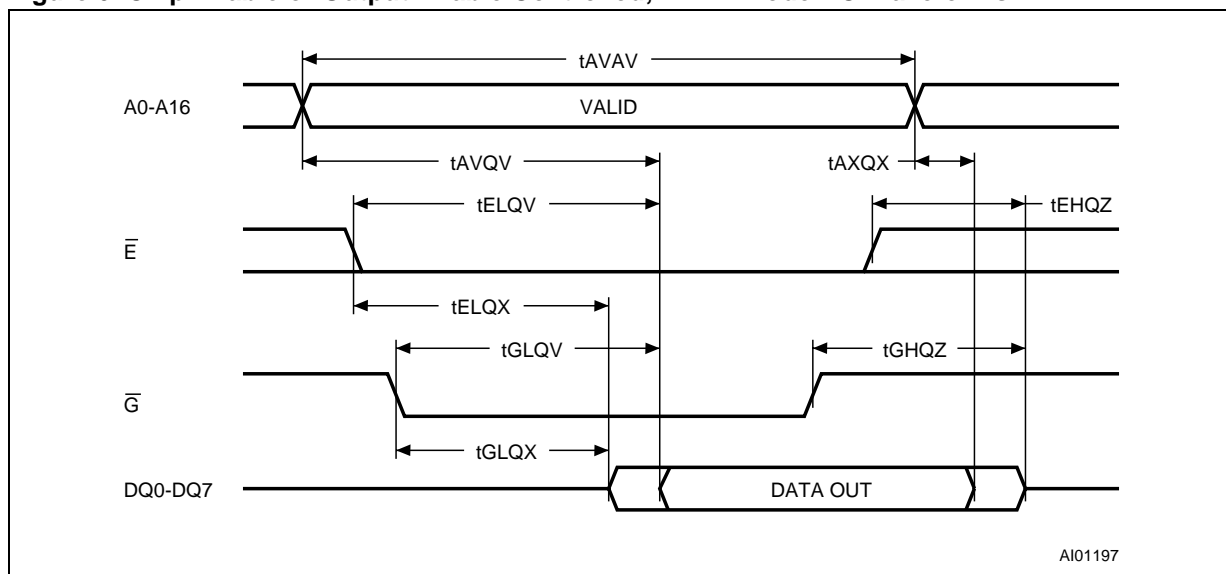 tAVAV
A0-A16
VALID
tAVQV
tAXQX
tELQV
tEHQZ
E̅
tELQX
tGLQV
tGHQZ
G̅
tGLQX
DQ0-DQ7
DATA OUT
AI01197